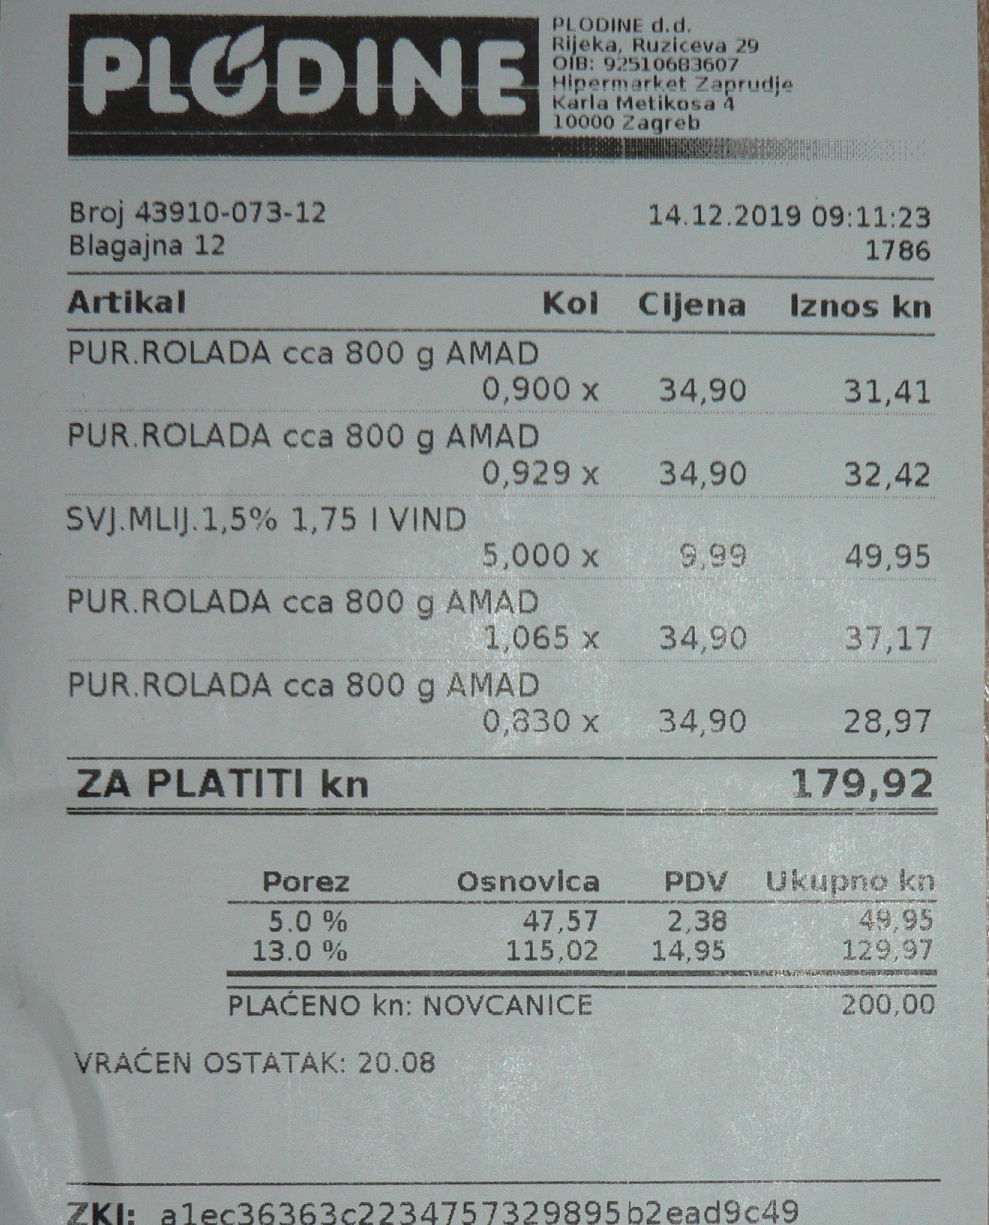 PLODINE
PLODINE d.d.
Rijeka, Ruziceva 29
OIB: 92510683607
Hipermarket Zaprudje
Karla Metikosa 4
10000 Zagreb
Broj 43910-073-12 14.12.2019 09:11:23
Blagajna 12 1786
Artikal Kol Cijena Iznos kn
PUR.ROLADA cca 800 g AMAD
0,900 x 34,90 31,41
PUR.ROLADA cca 800 g AMAD
0,929 x 34,90 32,42
SVJ.MLIJ.1,5% 1,75 l VIND
5,000 x 9,99 49,95
PUR.ROLADA cca 800 g AMAD
1,065 x 34,90 37,17
PUR.ROLADA cca 800 g AMAD
0,830 x 34,90 28,97
ZA PLATITI kn 179,92
Porez Osnovica PDV Ukupno kn
5.0 % 47,57 2,38 49,95
13.0 % 115,02 14,95 129,97
PLAĆENO kn: NOVCANICE 200,00
VRAĆEN OSTATAK: 20.08
ZKI: a1ec36363c2234757329895b2ead9c49